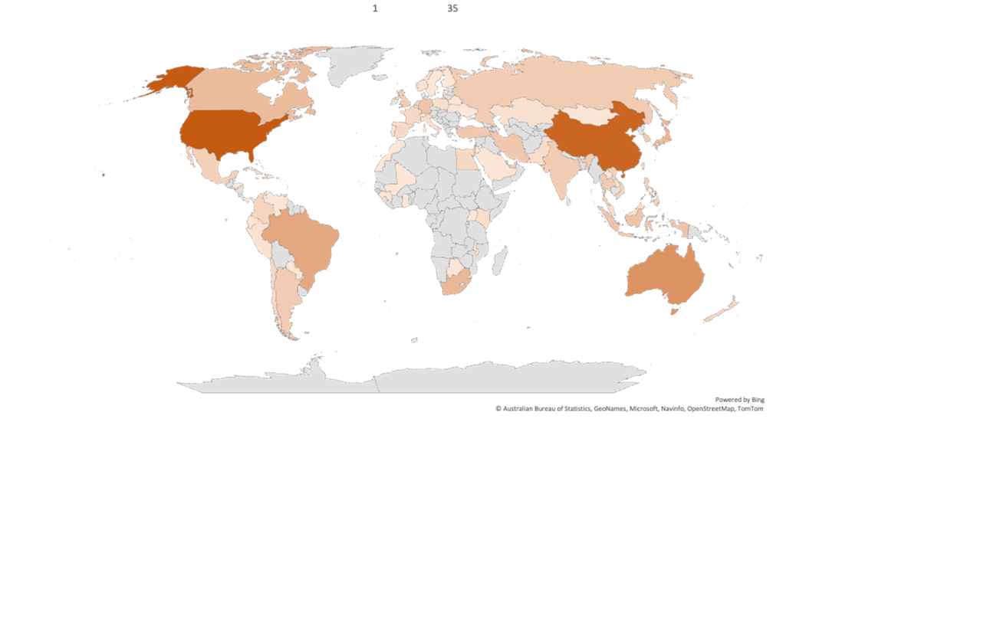 1 35
Powered by Bing
© Australian Bureau of Statistics, GeoNames, Microsoft, Navinfo, OpenStreetMap, TomTom